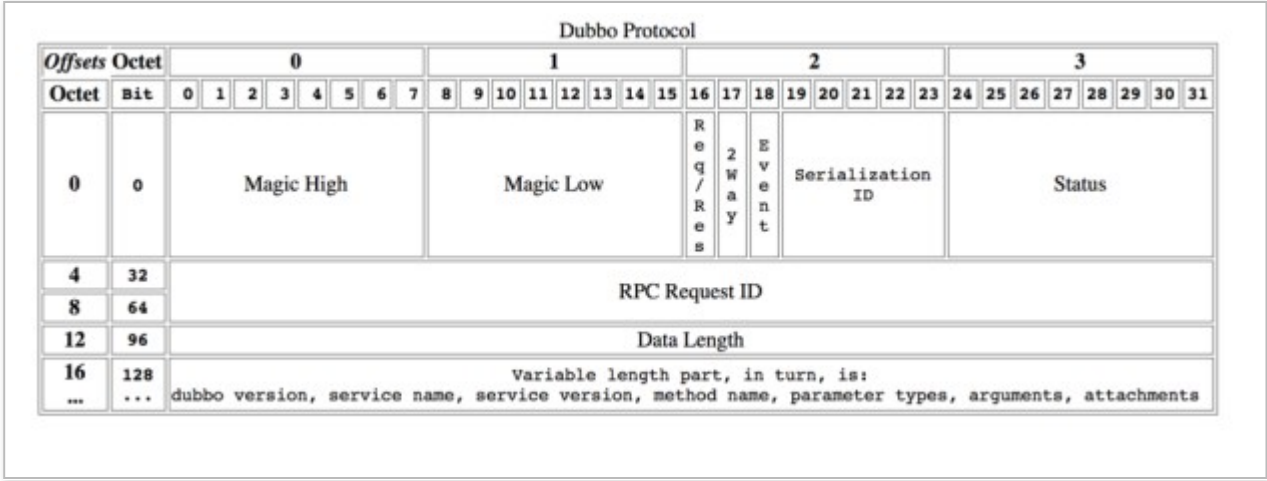 Dubbo Protocol
Offsets Octet 0 1 2 3
Octet Bit 0 1 2 3 4 5 6 7 8 9 10 11 12 13 14 15 16 17 18 19 20 21 22 23 24 25 26 27 28 29 30 31
0 0 Magic High Magic Low Req/Res 2Way Event Serialization
ID Status
4 32 RPC Request ID
8 64
12 96 Data Length
16 128 Variable length part, in turn, is:
... ... dubbo version, service name, service version, method name, parameter types, arguments, attachments